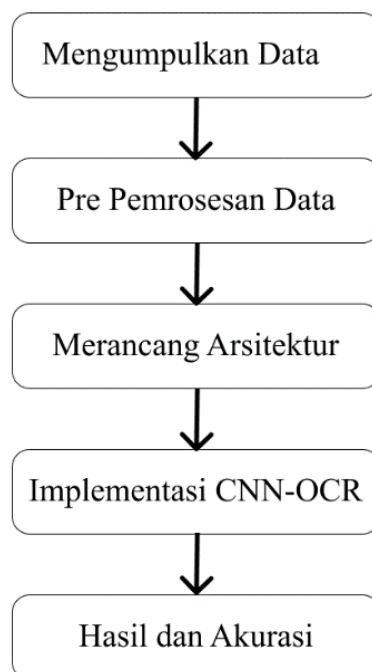 Mengumpulkan Data
Pre Pemrosesan Data
Merancang Arsitektur
Implementasi CNN-OCR
Hasil dan Akurasi